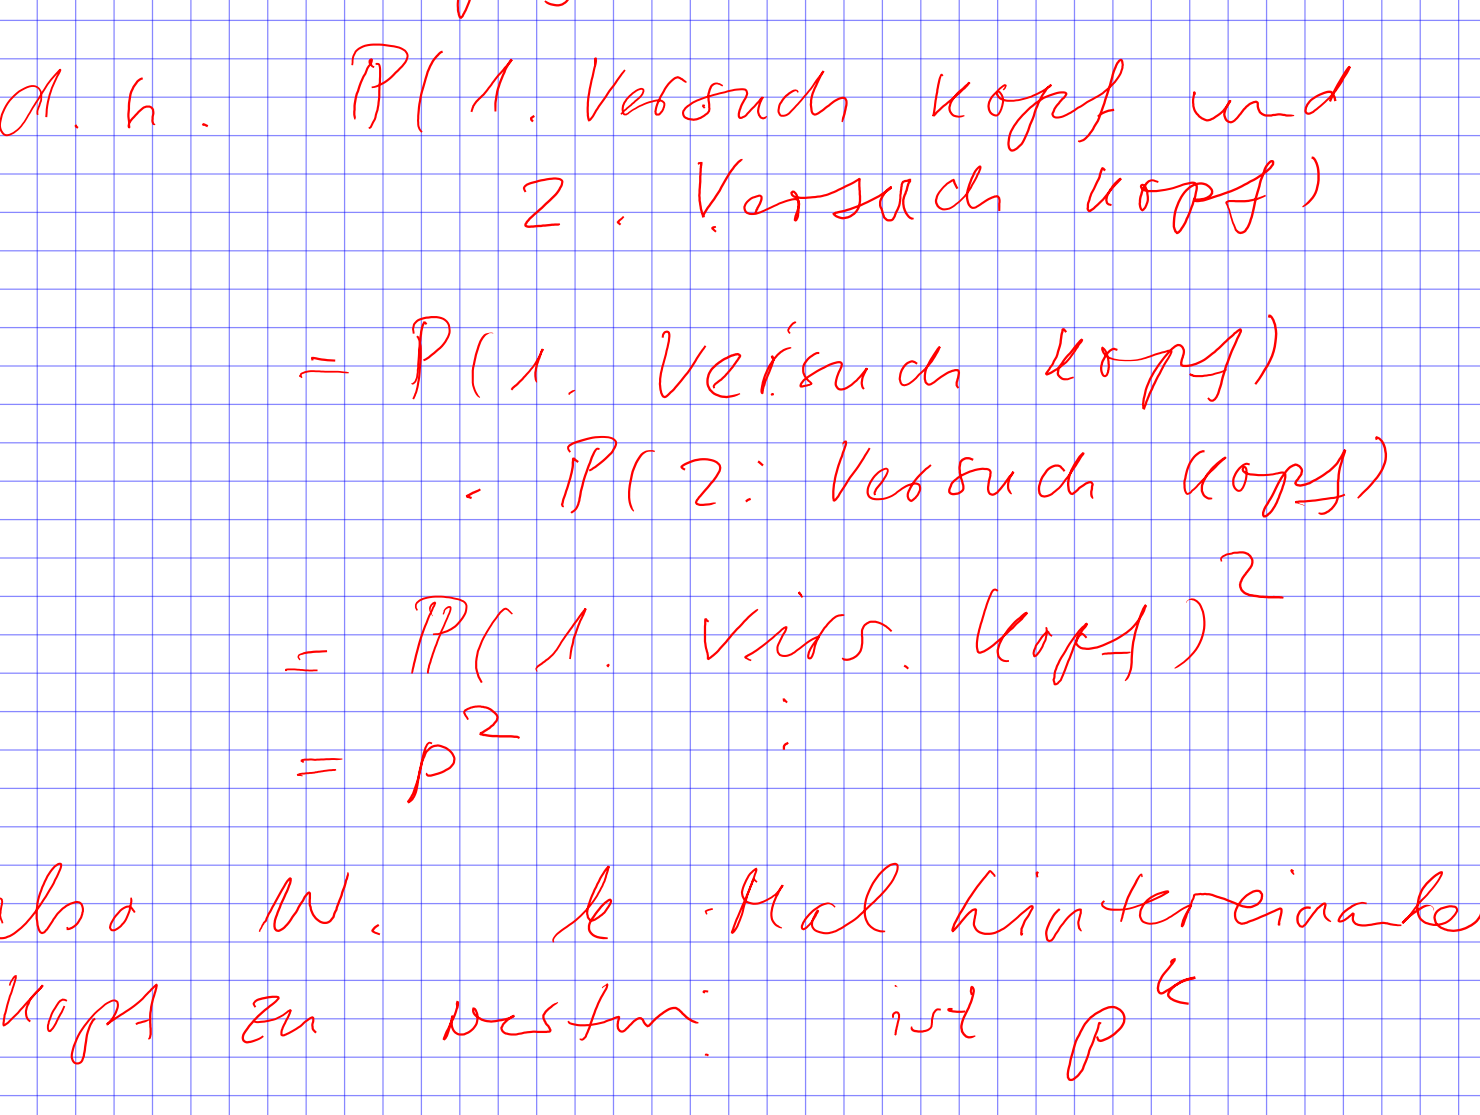 d. h. ℙ(1. Versuch Kopf und
2. Versuch Kopf)
= P(1. Versuch Kopf)
· ℙ(2. Versuch Kopf)
= ℙ(1. Vers. Kopf)²
= p²
also W. k Mal hintereinander
Kopf zu ist pᵏ